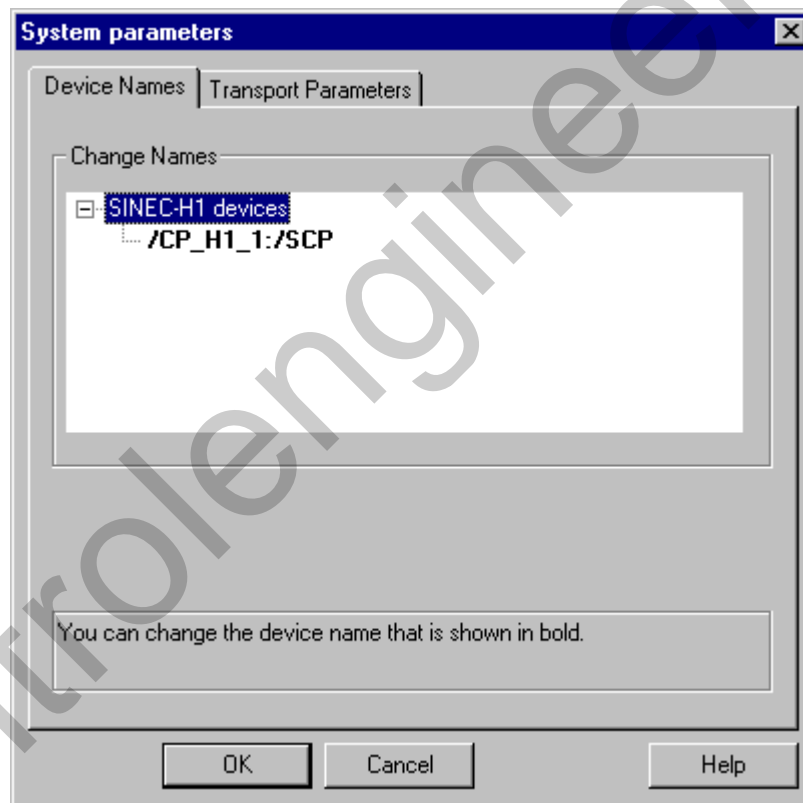 System parameters
Device Names
Transport Parameters
Change Names
SINEC-H1 devices
/CP_H1_1:/SCP
You can change the device name that is shown in bold.
OK
Cancel
Help
trolenginee